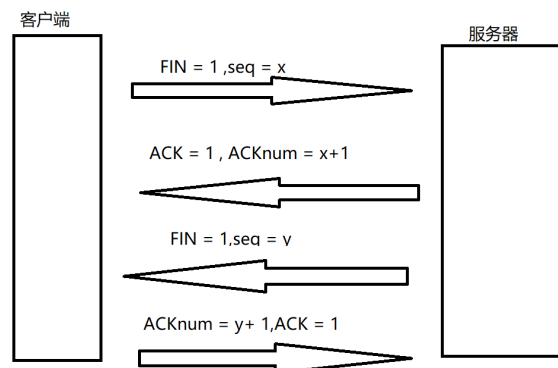 客户端
服务器
FIN = 1 ,seq = x
ACK = 1 , ACKnum = x+1
FIN = 1,seq = y
ACKnum = y+ 1,ACK = 1